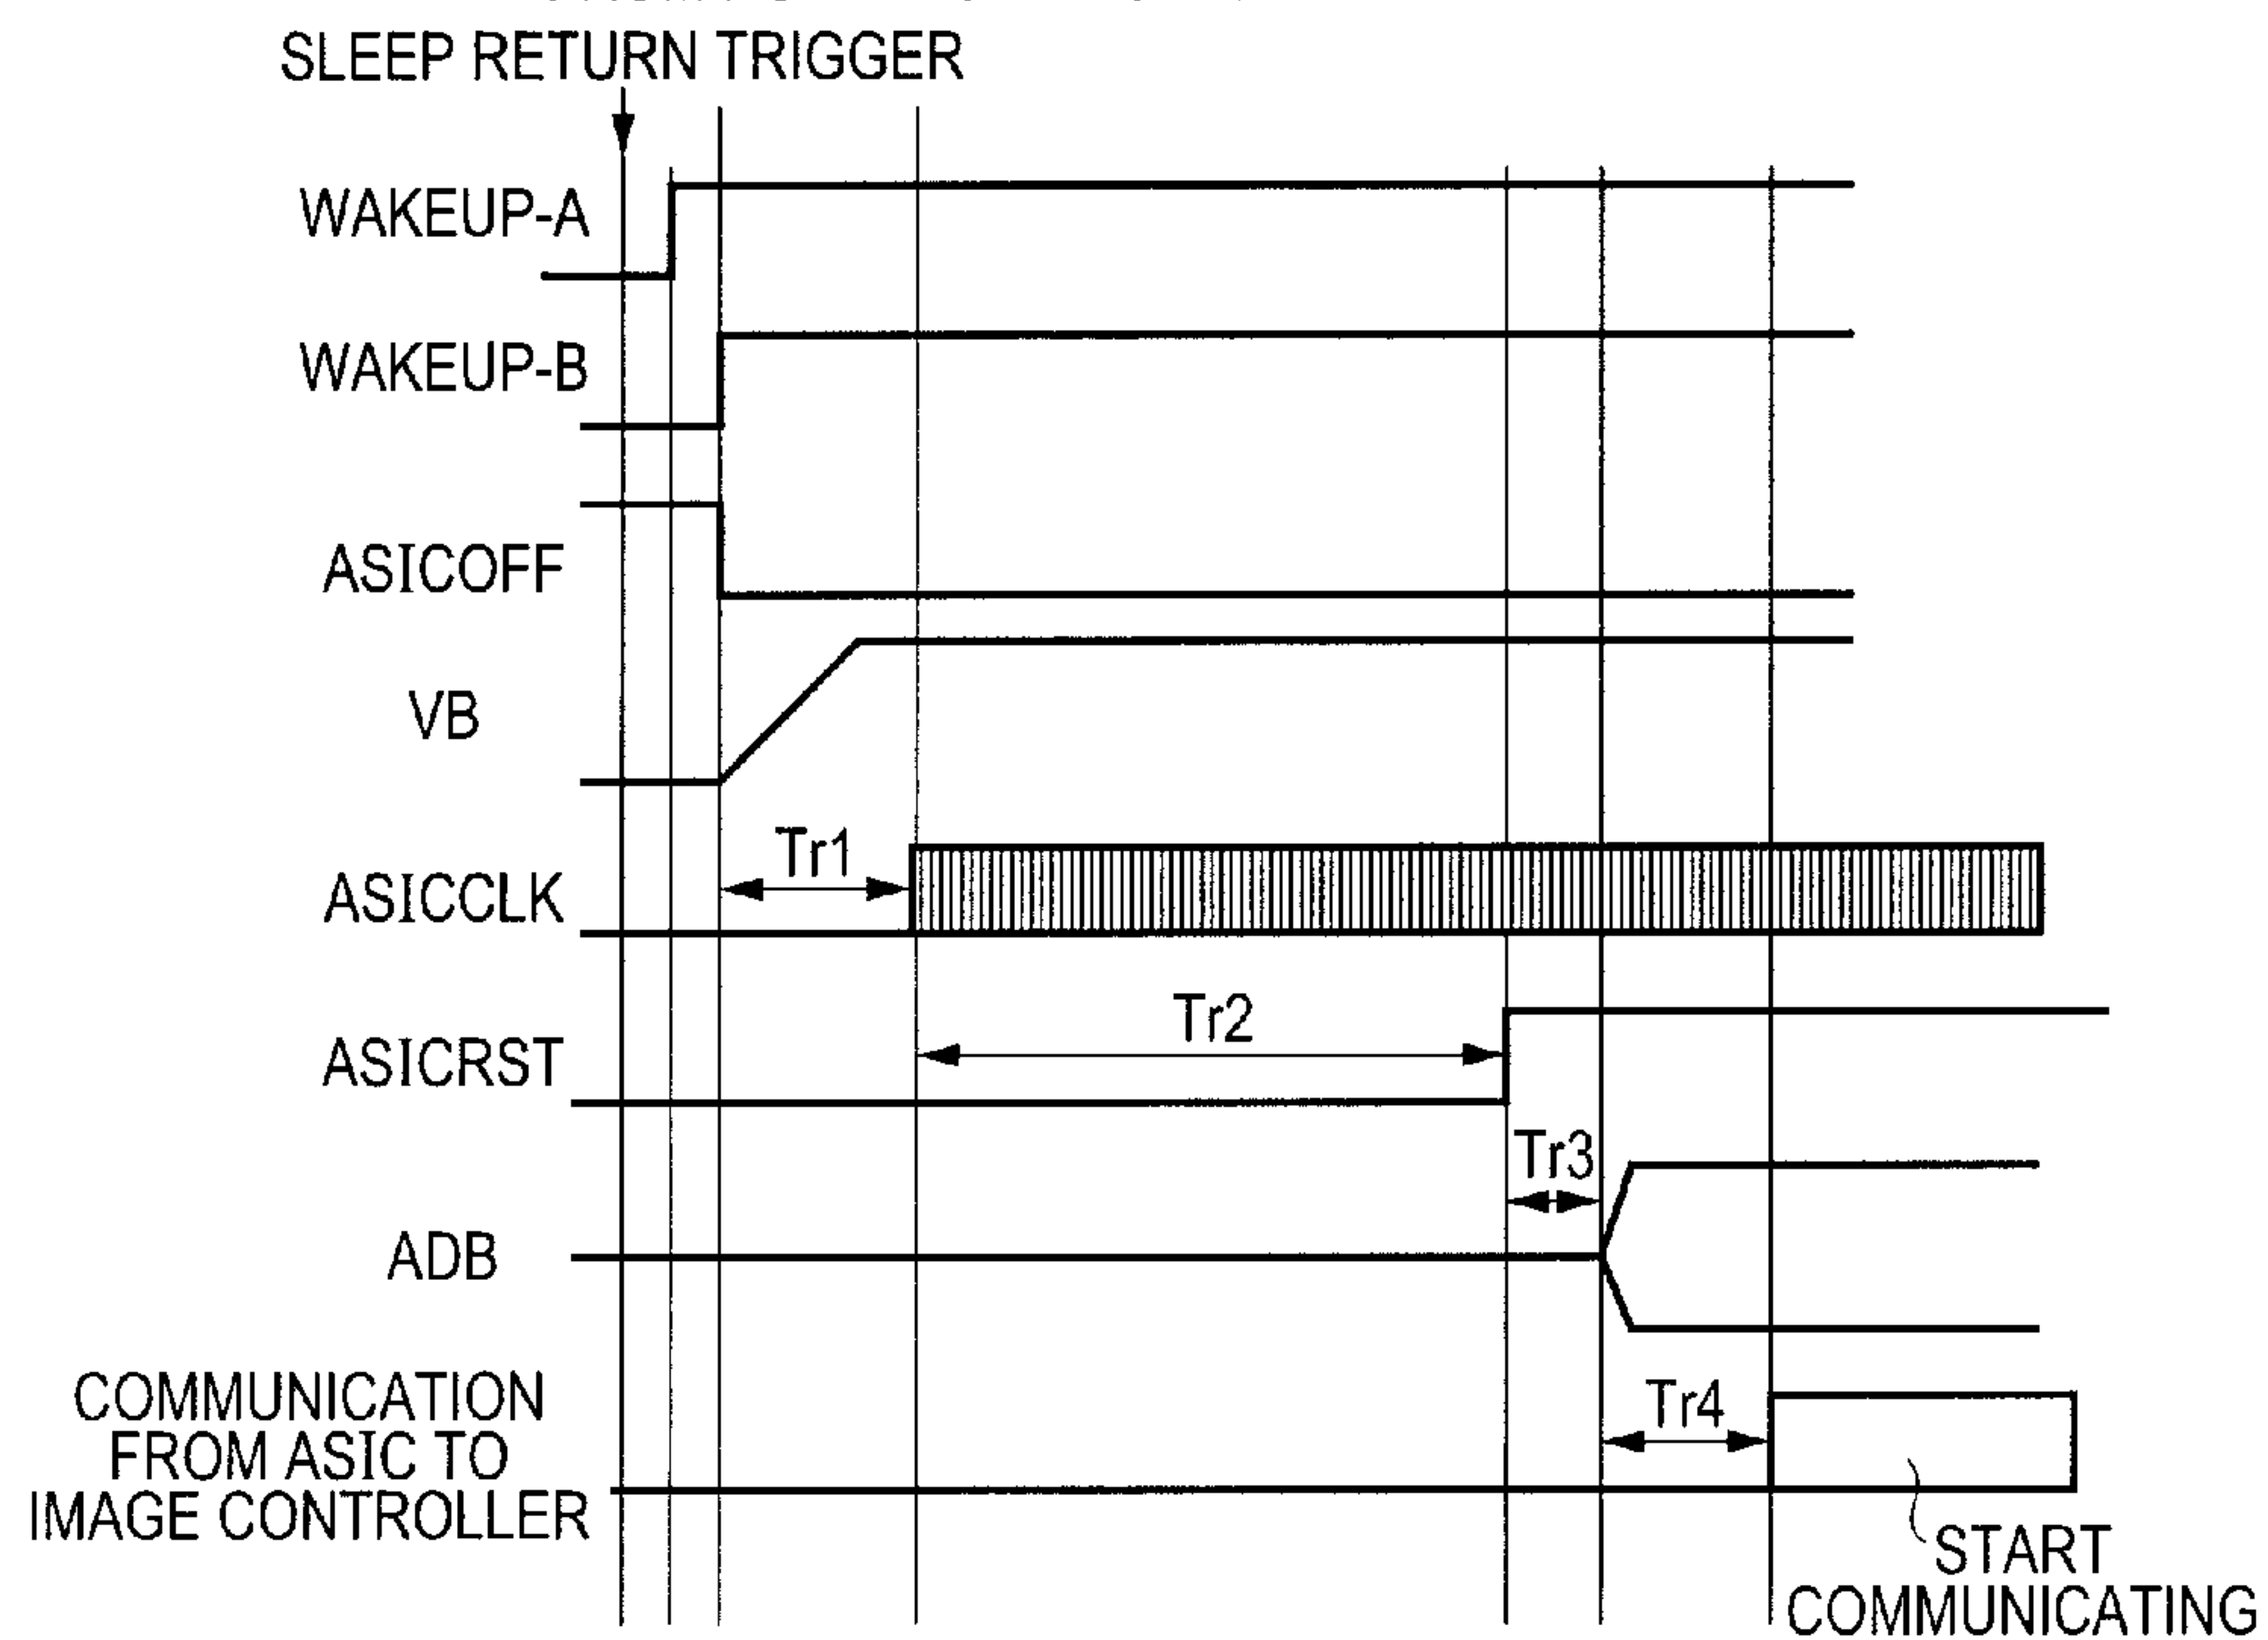 SLEEP RETURN TRIGGER
WAKEUP-A
WAKEUP-B
ASICOFF
VB
Tr1
ASICCLK
Tr2
ASICRST
Tr3
ADB
Tr4
COMMUNICATION
FROM ASIC TO
IMAGE CONTROLLER
START
COMMUNICATING